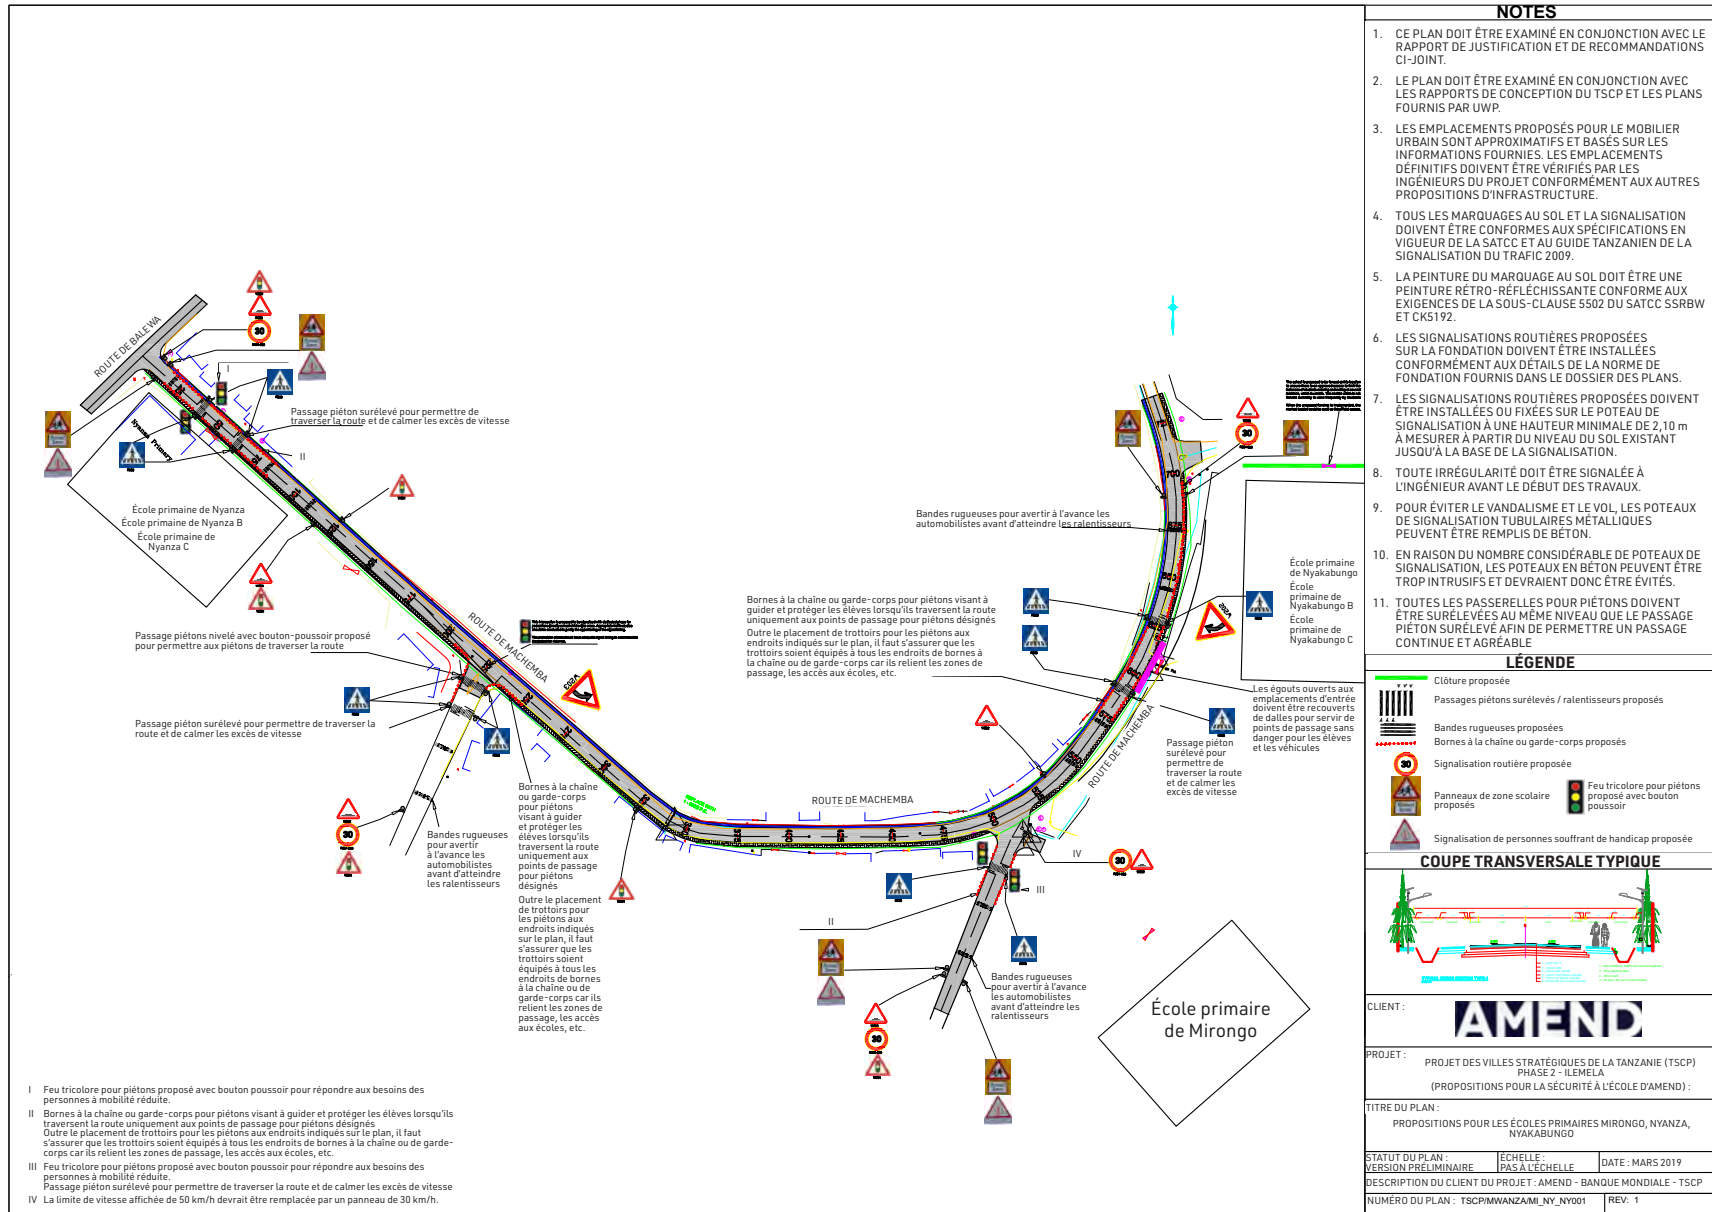 ROUTE DE BALEWA
I
30
Passage piéton surélevé pour permettre de
traverser la route et de calmer les excès de vitesse
II
Nyanza Primary
École primaire de Nyanza
École primaire de Nyanza B
École primaire de
Nyanza C
Passage piétons nivelé avec bouton-poussoir proposé
pour permettre aux piétons de traverser la route
ROUTE DE MACHEMBA
V203
Passage piéton surélevé pour permettre de traverser la
route et de calmer les excès de vitesse
30
Bandes rugueuses
pour avertir
à l'avance les
automobilistes
avant d'atteindre
les ralentisseurs
Bornes à la chaîne
ou garde-corps
pour piétons
visant à guider
et protéger les
élèves lorsqu'ils
traversent la route
uniquement aux
points de passage
pour piétons
désignés
Outre le placement
de trottoirs pour
les piétons aux
endroits indiqués
sur le plan, il faut
s'assurer que les
trottoirs soient
équipés à tous les
endroits de bornes
à la chaîne ou de
garde-corps car ils
relient les zones de
passage, les accès
aux écoles, etc.
30
Bandes rugueuses pour avertir à l'avance les
automobilistes avant d'atteindre les ralentisseurs
École primaire
de Nyakabungo
École
primaire de
Nyakabungo B
École
primaire de
Nyakabungo C
V202
Bornes à la chaîne ou garde-corps pour piétons visant à
guider et protéger les élèves lorsqu'ils traversent la route
uniquement aux points de passage pour piétons désignés
Outre le placement de trottoirs pour les piétons aux
endroits indiqués sur le plan, il faut s'assurer que les
trottoirs soient équipés à tous les endroits de bornes à
la chaîne ou de garde-corps car ils relient les zones de
passage, les accès aux écoles, etc.
Les égouts ouverts aux
emplacements d'entrée
doivent être recouverts
de dalles pour servir de
points de passage sans
danger pour les élèves
et les véhicules
Passage piéton
surélevé pour
permettre de
traverser la route
et de calmer les
excès de vitesse
ROUTE DE MACHEMBA
ROUTE DE MACHEMBA
IV
30
III
II
30
Bandes rugueuses
pour avertir à l'avance
les automobilistes
avant d'atteindre les
ralentisseurs
École primaire
de Mirongo
I Feu tricolore pour piétons proposé avec bouton poussoir pour répondre aux besoins des
personnes à mobilité réduite.
II Bornes à la chaîne ou garde-corps pour piétons visant à guider et protéger les élèves lorsqu'ils
traversent la route uniquement aux points de passage pour piétons désignés
Outre le placement de trottoirs pour les piétons aux endroits indiqués sur le plan, il faut
s'assurer que les trottoirs soient équipés à tous les endroits de bornes à la chaîne ou de garde-
corps car ils relient les zones de passage, les accès aux écoles, etc.
III Feu tricolore pour piétons proposé avec bouton poussoir pour répondre aux besoins des
personnes à mobilité réduite.
Passage piéton surélevé pour permettre de traverser la route et de calmer les excès de vitesse
IV La limite de vitesse affichée de 50 km/h devrait être remplacée par un panneau de 30 km/h.
NOTES
1. CE PLAN DOIT ÊTRE EXAMINÉ EN CONJONCTION AVEC LE
RAPPORT DE JUSTIFICATION ET DE RECOMMANDATIONS
CI-JOINT.
2. LE PLAN DOIT ÊTRE EXAMINÉ EN CONJONCTION AVEC
LES RAPPORTS DE CONCEPTION DU TSCP ET LES PLANS
FOURNIS PAR UWP.
3. LES EMPLACEMENTS PROPOSÉS POUR LE MOBILIER
URBAIN SONT APPROXIMATIFS ET BASÉS SUR LES
INFORMATIONS FOURNIES. LES EMPLACEMENTS
DÉFINITIFS DOIVENT ÊTRE VÉRIFIÉS PAR LES
INGÉNIEURS DU PROJET CONFORMÉMENT AUX AUTRES
PROPOSITIONS D'INFRASTRUCTURE.
4. TOUS LES MARQUAGES AU SOL ET LA SIGNALISATION
DOIVENT ÊTRE CONFORMES AUX SPÉCIFICATIONS EN
VIGUEUR DE LA SATCC ET AU GUIDE TANZANIEN DE LA
SIGNALISATION DU TRAFIC 2009.
5. LA PEINTURE DU MARQUAGE AU SOL DOIT ÊTRE UNE
PEINTURE RÉTRO-RÉFLÉCHISSANTE CONFORME AUX
EXIGENCES DE LA SOUS-CLAUSE 5502 DU SATCC SSRBW
ET CK5192.
6. LES SIGNALISATIONS ROUTIÈRES PROPOSÉES
SUR LA FONDATION DOIVENT ÊTRE INSTALLÉES
CONFORMÉMENT AUX DÉTAILS DE LA NORME DE
FONDATION FOURNIS DANS LE DOSSIER DES PLANS.
7. LES SIGNALISATIONS ROUTIÈRES PROPOSÉES DOIVENT
ÊTRE INSTALLÉES OU FIXÉES SUR LE POTEAU DE
SIGNALISATION À UNE HAUTEUR MINIMALE DE 2,10 m
À MESURER À PARTIR DU NIVEAU DU SOL EXISTANT
JUSQU'À LA BASE DE LA SIGNALISATION.
8. TOUTE IRRÉGULARITÉ DOIT ÊTRE SIGNALÉE À
L'INGÉNIEUR AVANT LE DÉBUT DES TRAVAUX.
9. POUR ÉVITER LE VANDALISME ET LE VOL, LES POTEAUX
DE SIGNALISATION TUBULAIRES MÉTALLIQUES
PEUVENT ÊTRE REMPLIS DE BÉTON.
10. EN RAISON DU NOMBRE CONSIDÉRABLE DE POTEAUX DE
SIGNALISATION, LES POTEAUX EN BÉTON PEUVENT ÊTRE
TROP INTRUSIFS ET DEVRAIENT DONC ÊTRE ÉVITÉS.
11. TOUTES LES PASSERELLES POUR PIÉTONS DOIVENT
ÊTRE SURÉLEVÉES AU MÊME NIVEAU QUE LE PASSAGE
PIÉTON SURÉLEVÉ AFIN DE PERMETTRE UN PASSAGE
CONTINUE ET AGRÉABLE
LÉGENDE
Clôture proposée
Passages piétons surélevés / ralentisseurs proposés
Bandes rugueuses proposées
Bornes à la chaîne ou garde-corps proposés
30
Signalisation routière proposée
Panneaux de zone scolaire
proposés
Feu tricolore pour piétons
proposé avec bouton
poussoir
Signalisation de personnes souffrant de handicap proposée
COUPE TRANSVERSALE TYPIQUE
CLIENT :
AMEND
PROJET :
PROJET DES VILLES STRATÉGIQUES DE LA TANZANIE (TSCP)
PHASE 2 - ILEMELA
(PROPOSITIONS POUR LA SÉCURITÉ À L'ÉCOLE D'AMEND) :
TITRE DU PLAN :
PROPOSITIONS POUR LES ÉCOLES PRIMAIRES MIRONGO, NYANZA,
NYAKABUNGO
STATUT DU PLAN :
VERSION PRÉLIMINAIRE
ÉCHELLE :
PAS À L'ÉCHELLE
DATE : MARS 2019
DESCRIPTION DU CLIENT DU PROJET : AMEND - BANQUE MONDIALE - TSCP
NUMÉRO DU PLAN : TSCP/MWANZA/MI_NY_NY001
REV: 1